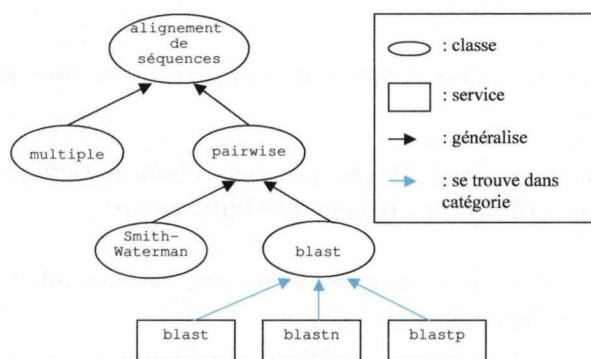 alignement
de
séquences
multiple
pairwise
Smith-
Waterman
blast
blast
blastn
blastp
: classe
: service
: généralise
: se trouve dans
catégorie